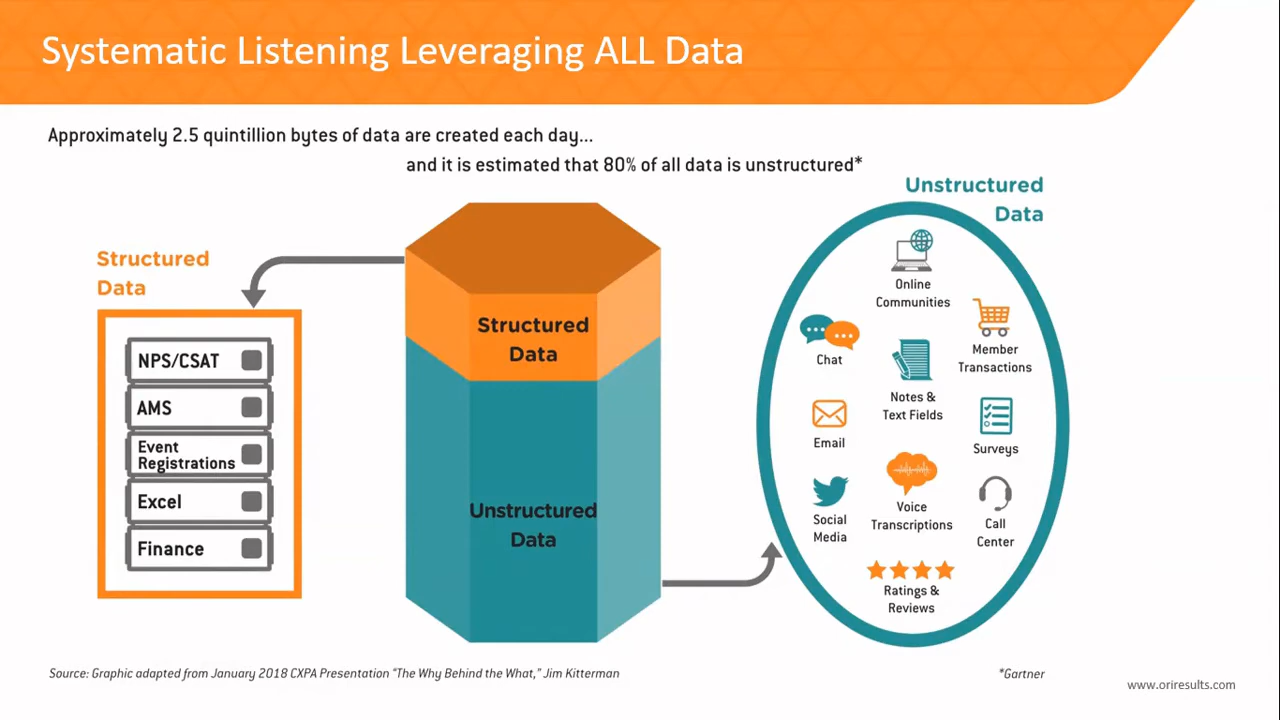 Systematic Listening Leveraging ALL Data
Approximately 2.5 quintillion bytes of data are created each day...
and it is estimated that 80% of all data is unstructured*
Structured
Data
NPS/CSAT
AMS
Event
Registrations
Excel
Finance
Structured
Data
Unstructured
Data
Unstructured
Data
Online
Communities
Chat
Member
Transactions
Notes &
Text Fields
Email
Surveys
Social
Media
Voice
Transcriptions
Call
Center
Ratings &
Reviews
Source: Graphic adapted from January 2018 CXPA Presentation "The Why Behind the What," Jim Kitterman
*Gartner
www.oriresults.com